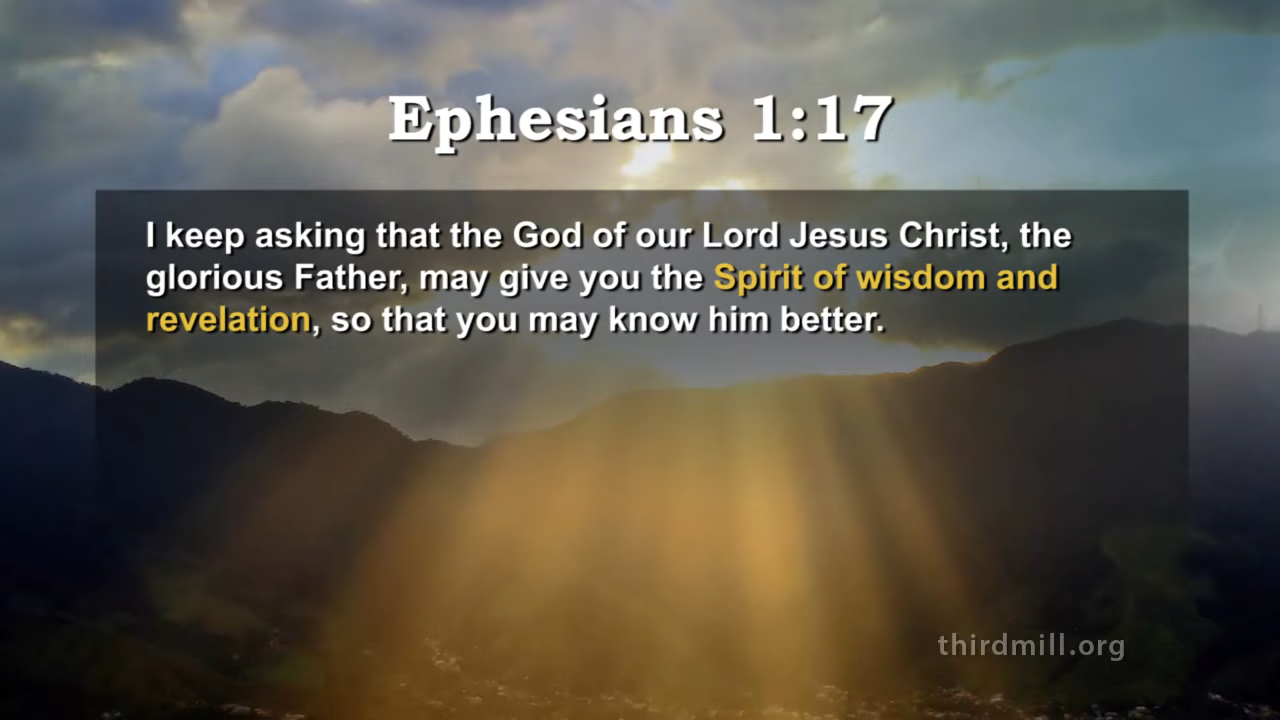 Ephesians 1:17
I keep asking that the God of our Lord Jesus Christ, the
glorious Father, may give you the Spirit of wisdom and
revelation, so that you may know him better.
thirdmill.org